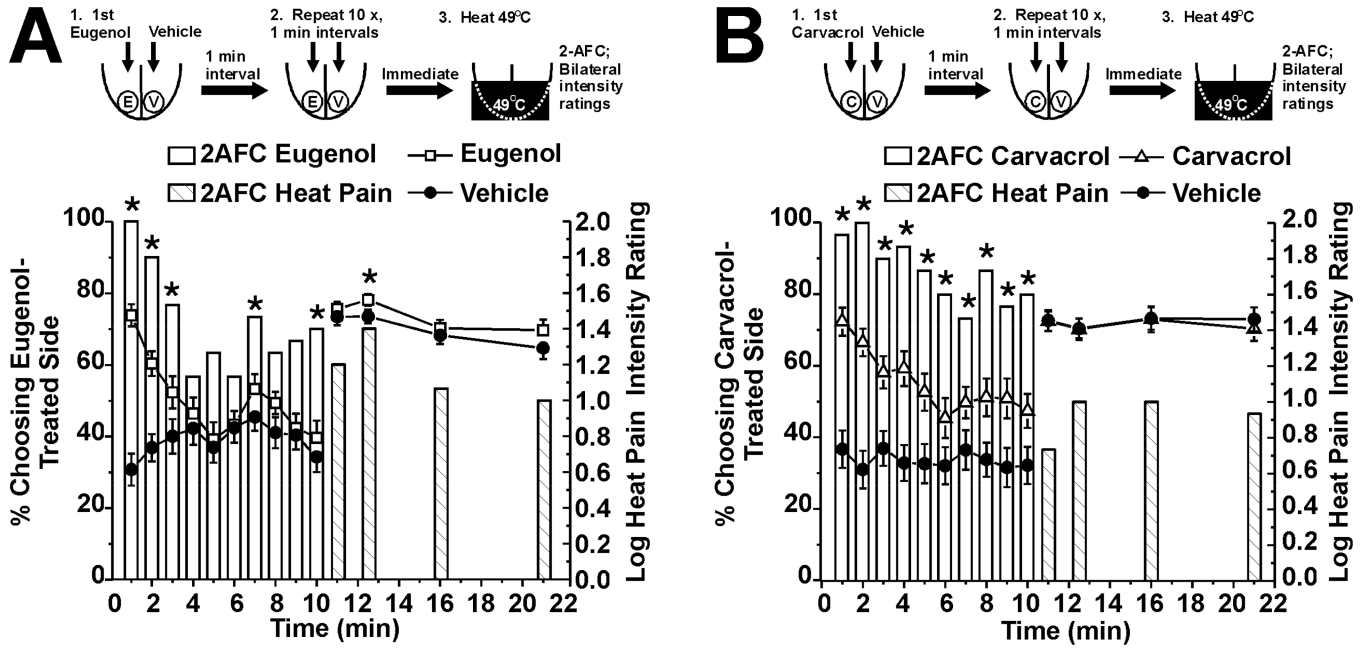 A
1. 1st
Eugenol Vehicle
2. Repeat 10 x,
1 min intervals
3. Heat 49°C
1 min
interval
Immediate
E V
E V
49°C
2-AFC;
Bilateral
intensity
ratings
2AFC Eugenol Eugenol
2AFC Heat Pain Vehicle
% Choosing Eugenol-
Treated Side
100
80
60
40
20
0
* * * * * *
Log Heat Pain Intensity Rating
2.0
1.8
1.6
1.4
1.2
1.0
0.8
0.6
0.4
0.2
0.0
0 2 4 6 8 10 12 14 16 18 20 22
Time (min)
B
1. 1st
Carvacrol Vehicle
2. Repeat 10 x,
1 min intervals
3. Heat 49°C
1 min
interval
Immediate
C V
C V
49°C
2-AFC;
Bilateral
intensity
ratings
2AFC Carvacrol Carvacrol
2AFC Heat Pain Vehicle
% Choosing Carvacrol-
Treated Side
100
80
60
40
20
0
* * * * * * * * * *
Log Heat Pain Intensity Rating
2.0
1.8
1.6
1.4
1.2
1.0
0.8
0.6
0.4
0.2
0.0
0 2 4 6 8 10 12 14 16 18 20 22
Time (min)